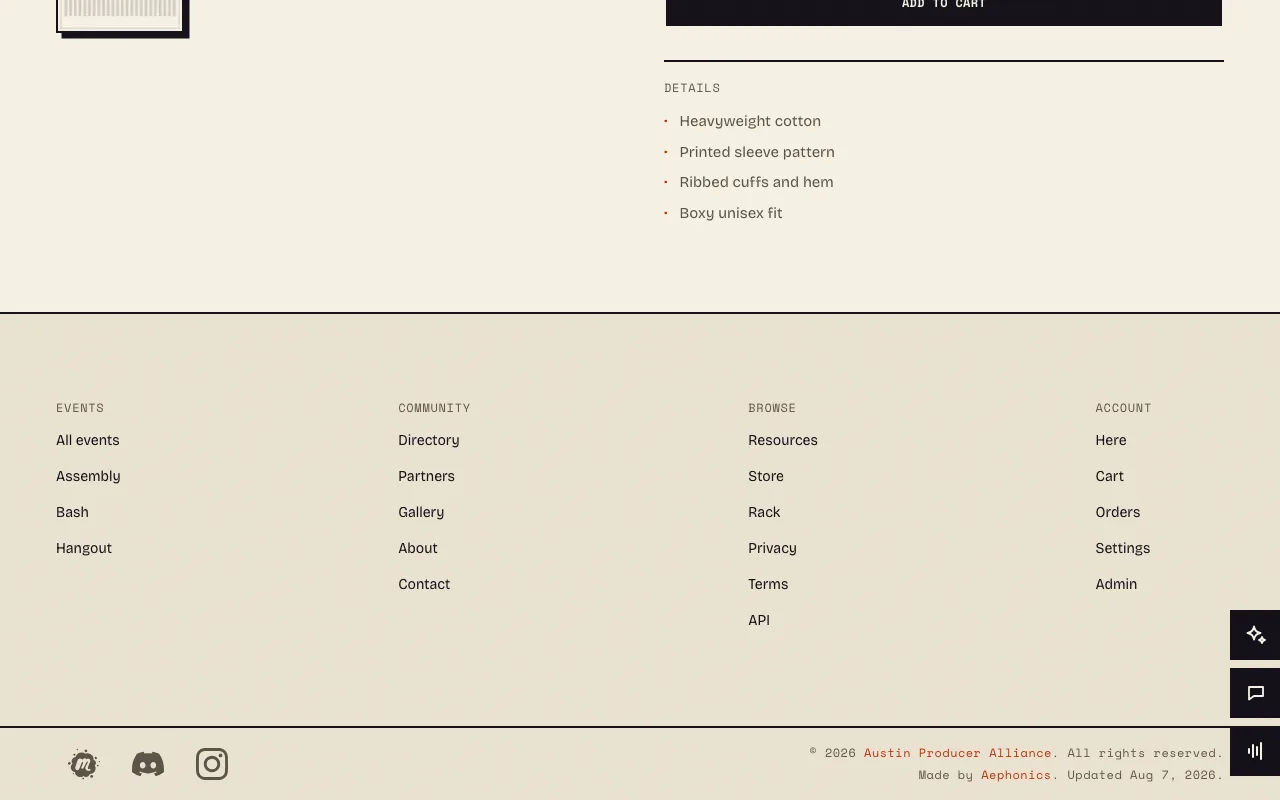 ADD TO CART
DETAILS
· Heavyweight cotton
· Printed sleeve pattern
· Ribbed cuffs and hem
· Boxy unisex fit
EVENTS
All events
Assembly
Bash
Hangout
COMMUNITY
Directory
Partners
Gallery
About
Contact
BROWSE
Resources
Store
Rack
Privacy
Terms
API
ACCOUNT
Here
Cart
Orders
Settings
Admin
© 2026 Austin Producer Alliance. All rights reserved.
Made by Aephonics. Updated Aug 7, 2026.